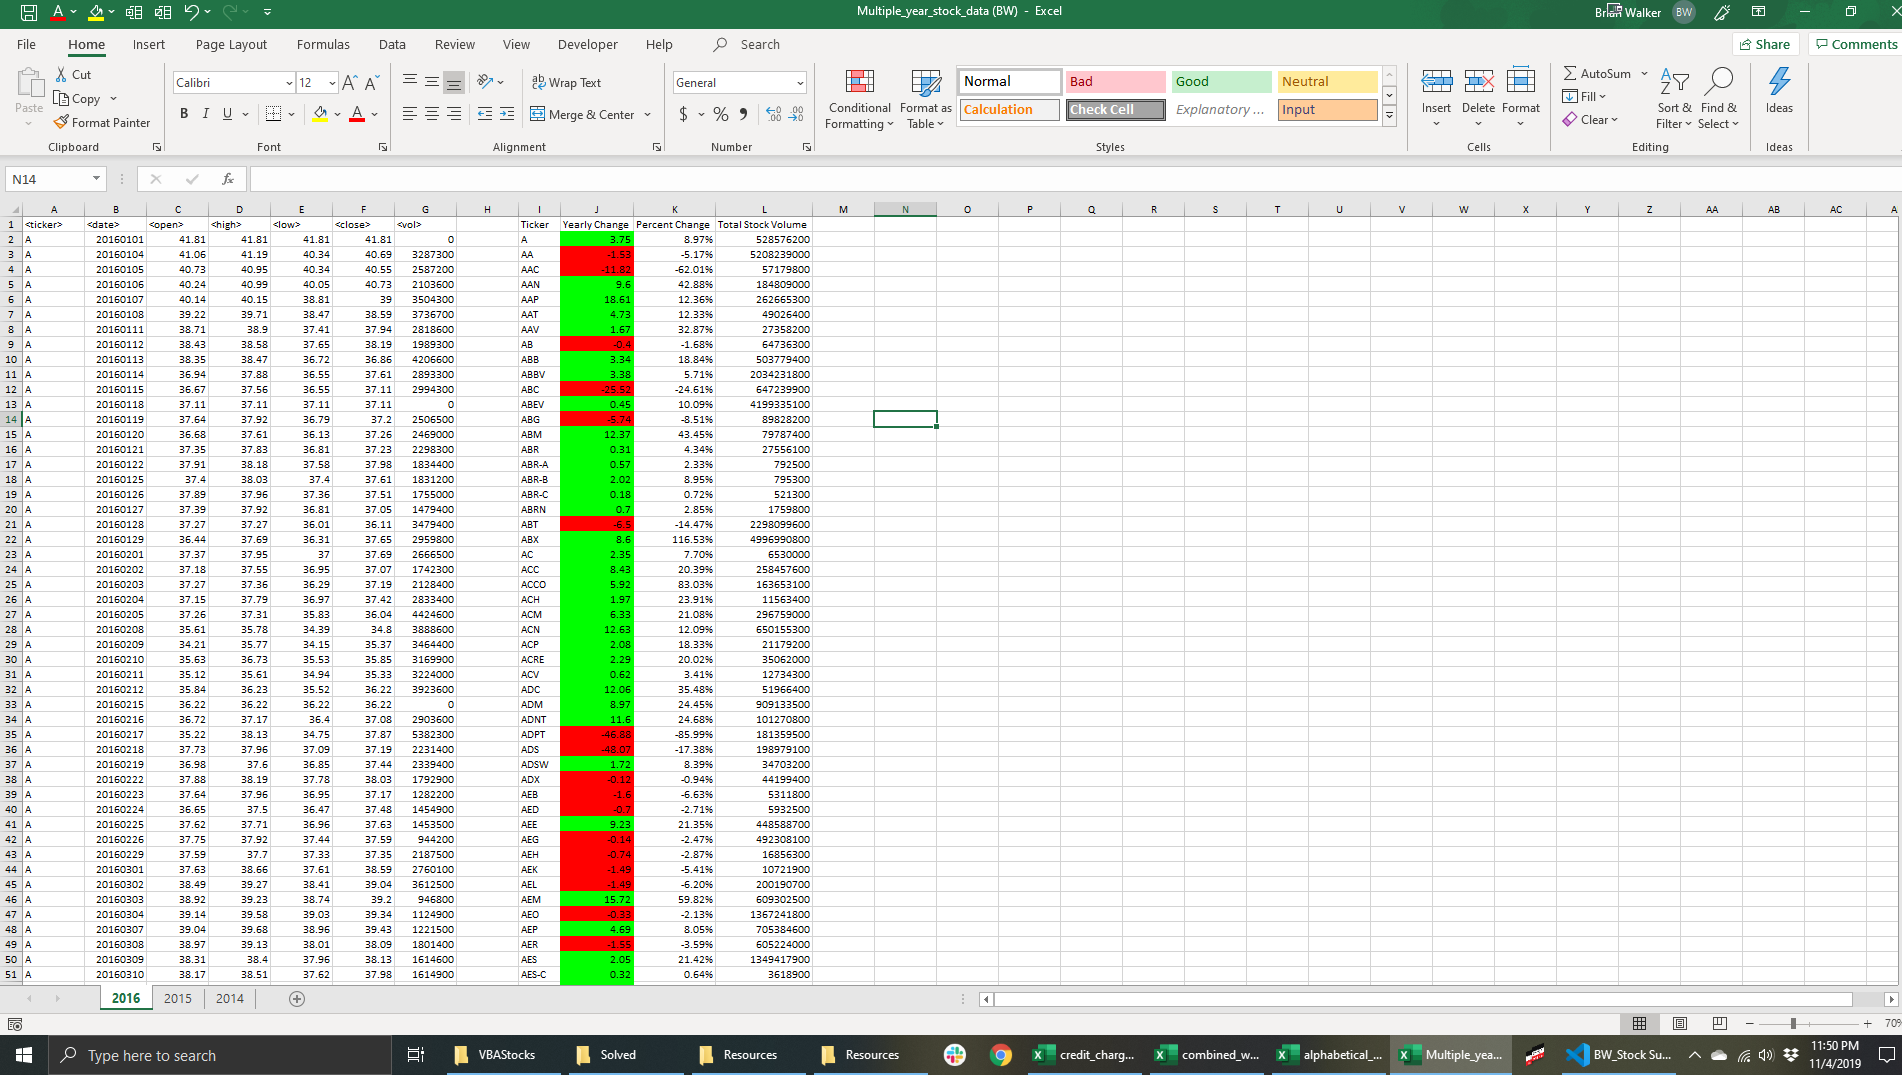 Multiple_year_stock_data (BW) - Excel
Brian Walker BW
File Home Insert Page Layout Formulas Data Review View Developer Help Search Share Comments
Paste Cut Copy Format Painter Clipboard
Calibri 12 B I U Font
Wrap Text Merge & Center Alignment
General $ % Number
Conditional Formatting Format as Table
Normal Bad Good Neutral
Calculation Check Cell Explanatory ... Input
Styles
Insert Delete Format Cells
AutoSum Fill Clear Sort & Filter Find & Select Editing
Ideas Ideas
N14 fx
A B C D E F G H I J K L M N O P Q R S T U V W X Y Z AA AB AC A
1 <ticker> <date> <open> <high> <low> <close> <vol> Ticker Yearly Change Percent Change Total Stock Volume
2 A 20160101 41.81 41.81 41.81 41.81 0 A 3.75 8.97% 528576200
3 A 20160104 41.06 41.19 40.34 40.69 3287300 AA -1.53 -5.17% 5208239000
4 A 20160105 40.73 40.95 40.34 40.55 2587200 AAC -11.82 -62.01% 57179800
5 A 20160106 40.24 40.99 40.05 40.73 2103600 AAN 9.6 42.88% 184809000
6 A 20160107 40.14 40.15 38.81 39 3504300 AAP 18.61 12.36% 262665300
7 A 20160108 39.22 39.71 38.47 38.59 3736700 AAT 4.73 12.33% 49026400
8 A 20160111 38.71 38.9 37.41 37.94 2818600 AAV 1.67 32.87% 27358200
9 A 20160112 38.43 38.58 37.65 38.19 1989300 AB -0.4 -1.68% 64736300
10 A 20160113 38.35 38.47 36.72 36.86 4206600 ABB 3.34 18.84% 503779400
11 A 20160114 36.94 37.88 36.55 37.61 2893300 ABBV 3.38 5.71% 2034231800
12 A 20160115 36.67 37.56 36.55 37.11 2994300 ABC -25.52 -24.61% 647239900
13 A 20160118 37.11 37.11 37.11 37.11 0 ABEV 0.45 10.09% 4199335100
14 A 20160119 37.64 37.92 36.79 37.2 2506500 ABG -5.74 -8.51% 89828200
15 A 20160120 36.68 37.61 36.13 37.26 2469000 ABM 12.37 43.45% 79787400
16 A 20160121 37.35 37.83 36.81 37.23 2298300 ABR 0.31 4.34% 27556100
17 A 20160122 37.91 38.18 37.58 37.98 1834400 ABR-A 0.57 2.33% 792500
18 A 20160125 37.4 38.03 37.4 37.61 1831200 ABR-B 2.02 8.95% 795300
19 A 20160126 37.89 37.96 37.36 37.51 1755000 ABR-C 0.18 0.72% 521300
20 A 20160127 37.39 37.92 36.81 37.05 1479400 ABRN 0.7 2.85% 1759800
21 A 20160128 37.27 37.27 36.01 36.11 3479400 ABT -6.5 -14.47% 2298099600
22 A 20160129 36.44 37.69 36.31 37.65 2959800 ABX 8.6 116.53% 4996990800
23 A 20160201 37.37 37.95 37 37.69 2666500 AC 2.35 7.70% 6530000
24 A 20160202 37.18 37.55 36.95 37.07 1742300 ACC 8.43 20.39% 258457600
25 A 20160203 37.27 37.36 36.29 37.19 2128400 ACCO 5.92 83.03% 163653100
26 A 20160204 37.15 37.79 36.97 37.42 2833400 ACH 1.97 23.91% 11563400
27 A 20160205 37.26 37.31 35.83 36.04 4424600 ACM 6.33 21.08% 296759000
28 A 20160208 35.61 35.78 34.39 34.8 3888600 ACN 12.63 12.09% 650155300
29 A 20160209 34.21 35.77 34.15 35.37 3464400 ACP 2.08 18.33% 21179200
30 A 20160210 35.63 36.73 35.53 35.85 3169900 ACRE 2.29 20.02% 35062000
31 A 20160211 35.12 35.61 34.94 35.33 3224000 ACV 0.62 3.41% 12734300
32 A 20160212 35.84 36.23 35.52 36.22 3923600 ADC 12.06 35.48% 51966400
33 A 20160215 36.22 36.22 36.22 36.22 0 ADM 8.97 24.45% 909133500
34 A 20160216 36.72 37.17 36.4 37.08 2903600 ADNT 11.6 24.68% 101270800
35 A 20160217 35.22 38.13 34.75 37.87 5382300 ADPT -46.88 -85.99% 181359500
36 A 20160218 37.73 37.96 37.09 37.19 2231400 ADS -48.07 -17.38% 198979100
37 A 20160219 36.98 37.6 36.85 37.44 2339400 ADSW 1.72 8.39% 34703200
38 A 20160222 37.88 38.19 37.78 38.03 1792900 ADX -0.12 -0.94% 44199400
39 A 20160223 37.64 37.96 36.95 37.17 1282200 AEB -1.6 -6.63% 5311800
40 A 20160224 36.65 37.5 36.47 37.48 1454900 AED -0.7 -2.71% 5932500
41 A 20160225 37.62 37.71 36.96 37.63 1453500 AEE 9.23 21.35% 448588700
42 A 20160226 37.75 37.92 37.44 37.59 944200 AEG -0.14 -2.47% 492308100
43 A 20160229 37.59 37.7 37.33 37.35 2187500 AEH -0.74 -2.87% 16856300
44 A 20160301 37.63 38.66 37.61 38.59 2760100 AEK -1.49 -5.41% 10721900
45 A 20160302 38.49 39.27 38.41 39.04 3612500 AEL -1.49 -6.20% 200190700
46 A 20160303 38.92 39.23 38.74 39.2 946800 AEM 15.72 59.82% 609302500
47 A 20160304 39.14 39.58 39.03 39.34 1124900 AEO -0.33 -2.13% 1367241800
48 A 20160307 39.04 39.68 38.96 39.43 1221500 AEP 4.69 8.05% 705384600
49 A 20160308 38.97 39.13 38.01 38.09 1801400 AER -1.55 -3.59% 605224000
50 A 20160309 38.31 38.4 37.96 38.13 1614600 AES 2.05 21.42% 1349417900
51 A 20160310 38.17 38.51 37.62 37.98 1614900 AES-C 0.32 0.64% 3618900
2016 2015 2014
70%
Type here to search VBAStocks Solved Resources Resources credit_charg... combined_w... alphabetical_... Multiple_yea... BW_Stock Su... 11:50 PM
11/4/2019